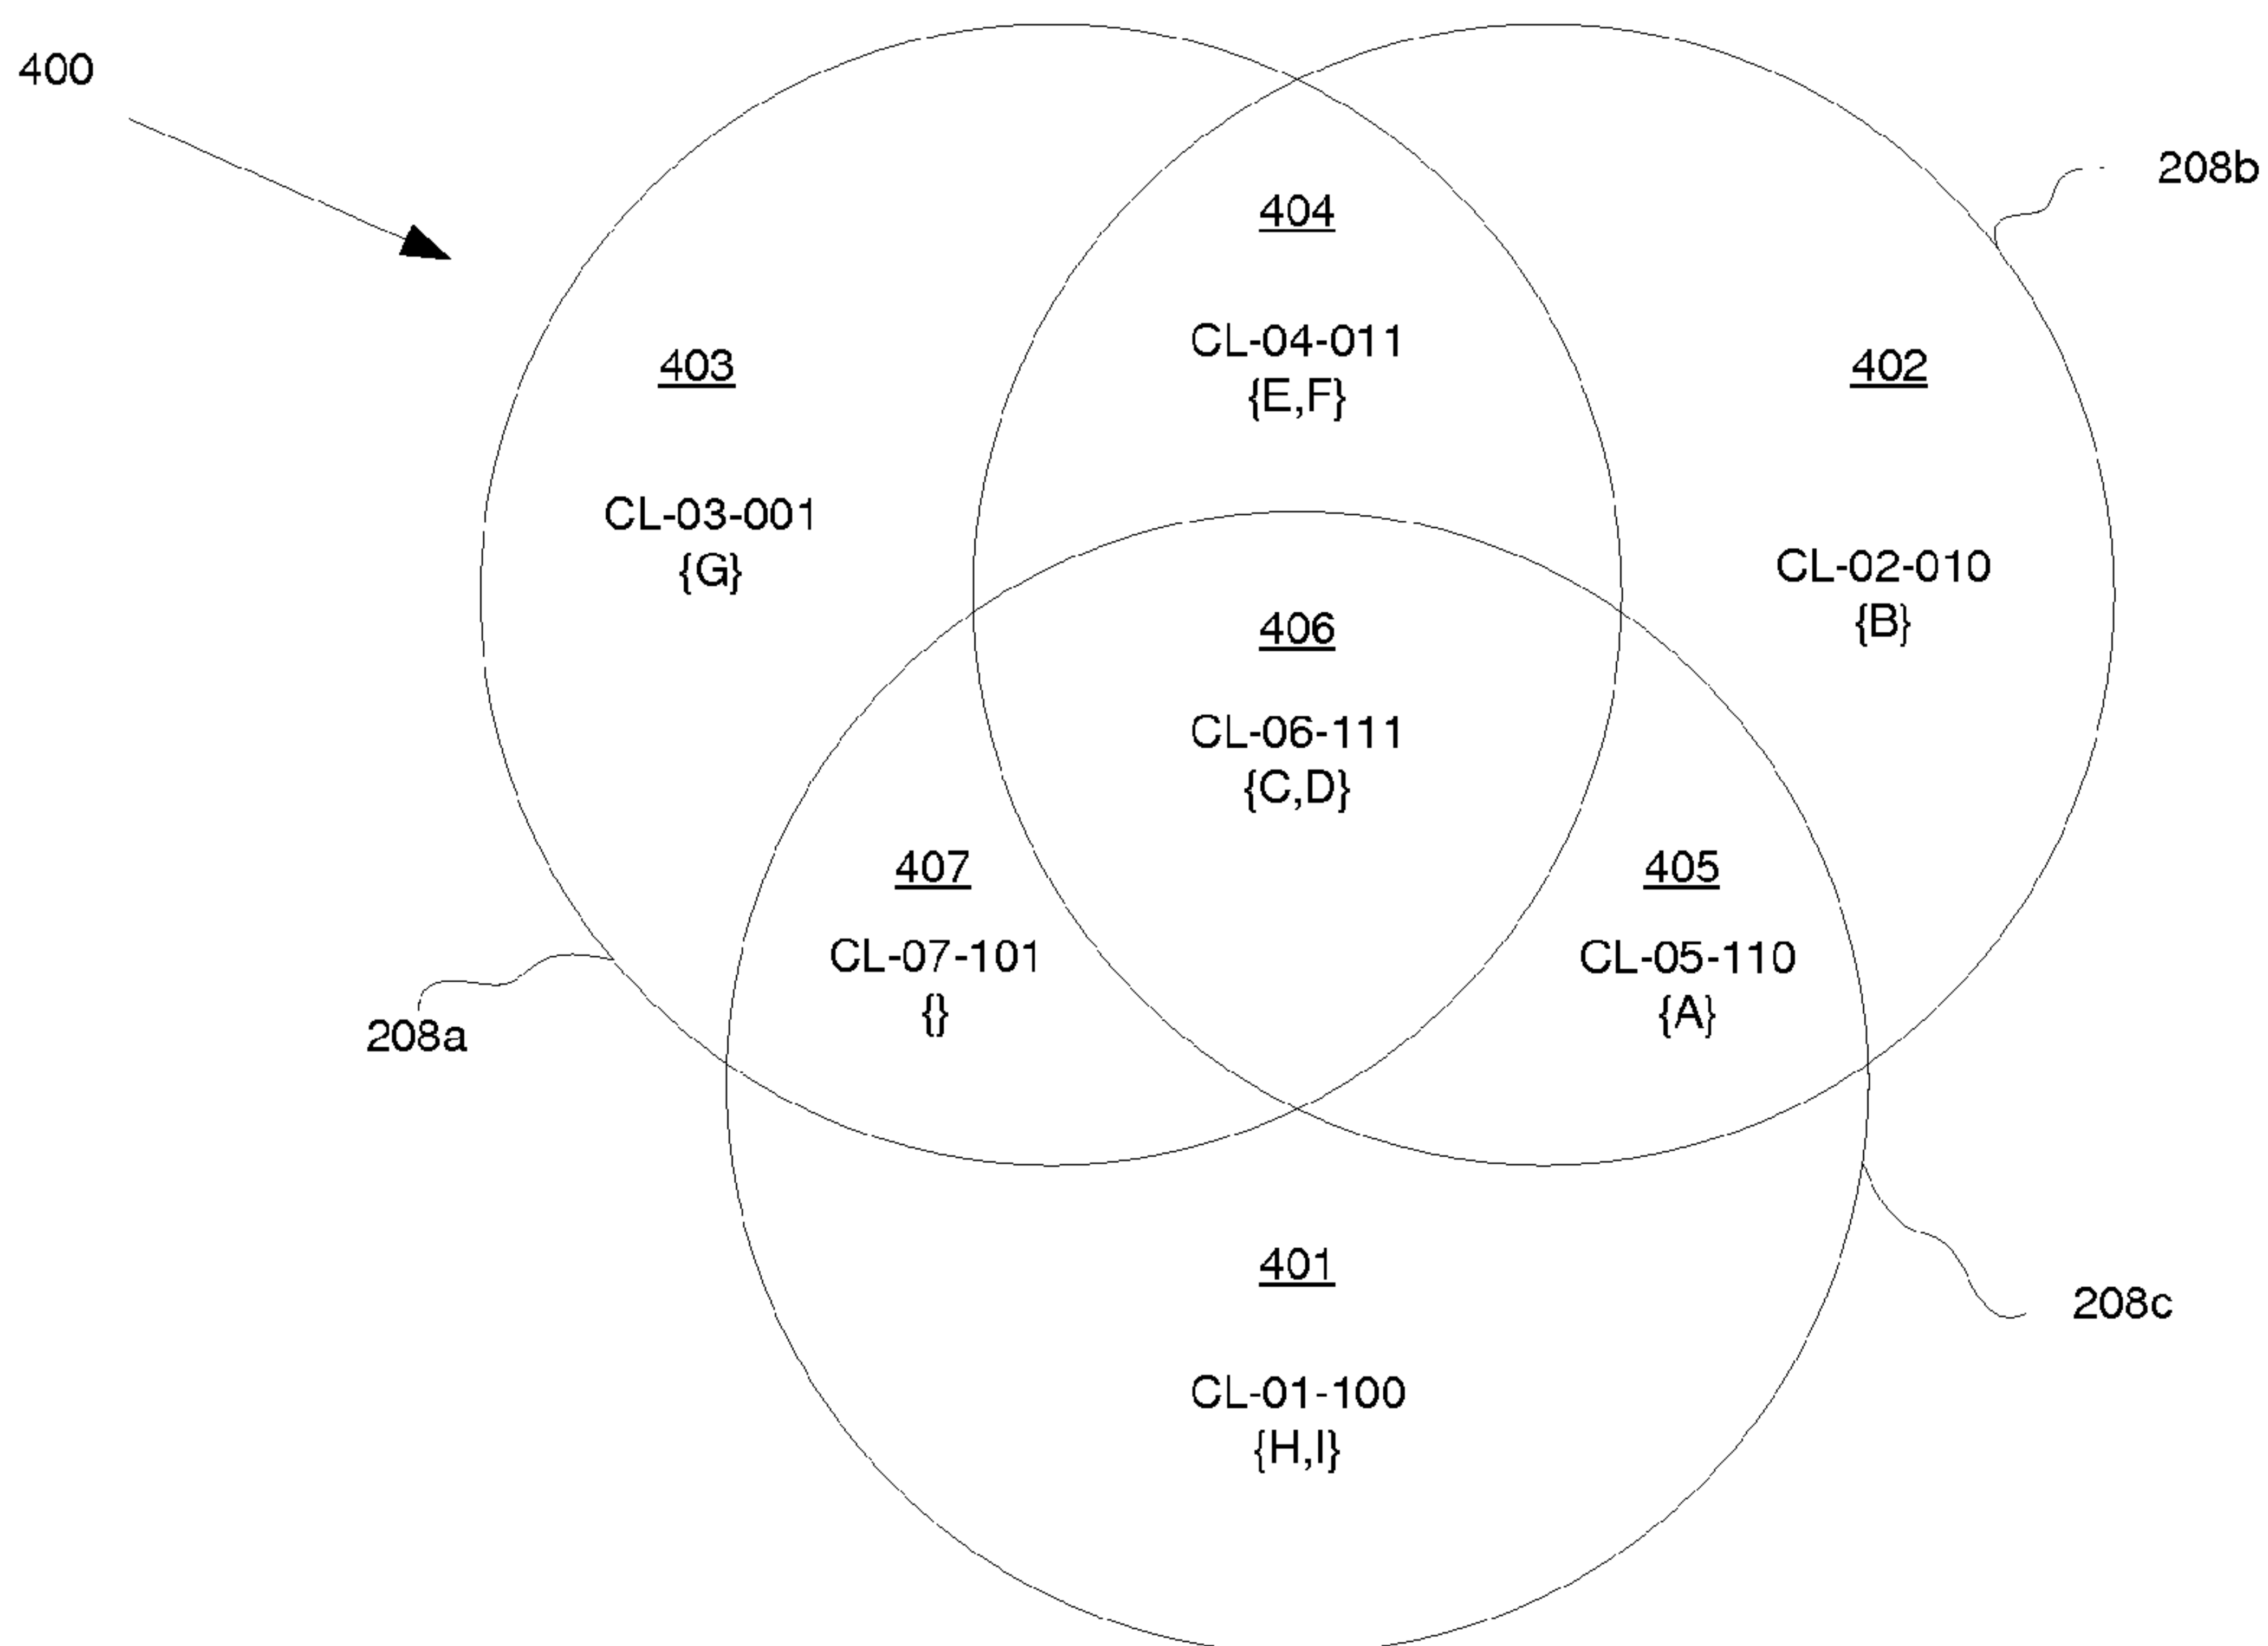 400
208b
404
CL-04-011
{E,F}
403
CL-03-001
{G}
402
CL-02-010
{B}
406
CL-06-111
{C,D}
407
CL-07-101
{}
405
CL-05-110
{A}
208a
401
CL-01-100
{H,I}
208c